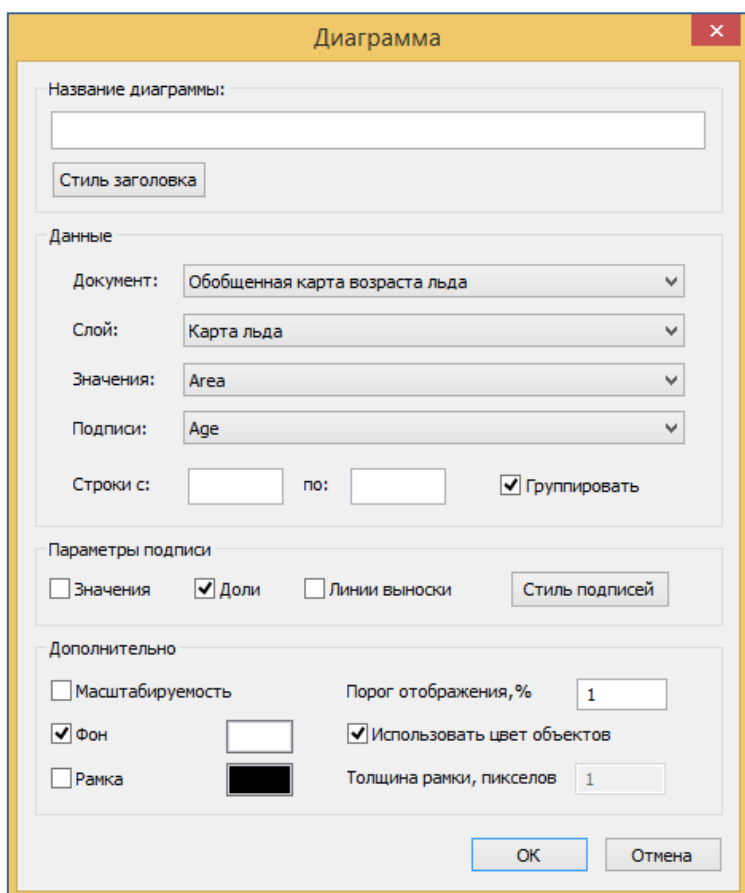 Диаграмма
Название диаграммы:
Стиль заголовка
Данные
Документ: Обобщенная карта возраста льда
Слой: Карта льда
Значения: Area
Подписи: Age
Строки с: по: Группировать
Параметры подписи
Значения Доли Линии выноски Стиль подписей
Дополнительно
Масштабируемость Порог отображения,% 1
Фон Использовать цвет объектов
Рамка Толщина рамки, пикселов 1
OK Отмена